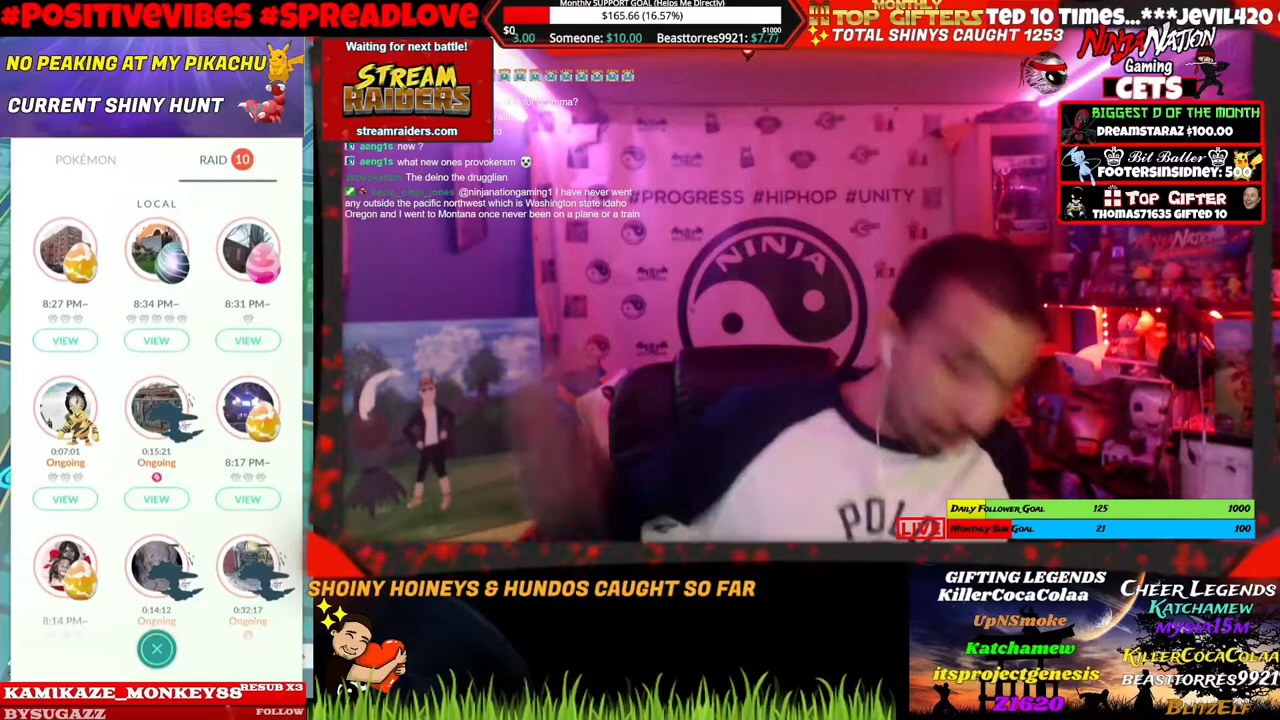 #POSITIVEVIBES #SPREADLOVE
Monthly SUPPORT GOAL (Helps Me Directly)
$165.66 (16.57%)
$0
$1000
3.00 Someone: $10.00 Beasttorres9921: $7.77
MONTHLY
TOP GIFTERS
TED 10 TIMES...***JEVIL420
TOTAL SHINYS CAUGHT 1253
NO PEAKING AT MY PIKACHU
CURRENT SHINY HUNT
Waiting for next battle!
STREAM
RAIDERS
streamraiders.com
NINJA NATION
Gaming
CETS
BIGGEST D OF THE MONTH
DREAMSTARAZ $100.00
Bit Baller
FOOTERSINSIDNEY: 500
TOP GIFTER
THOMAS71635 GIFTED 10
POKÉMON
RAID 10
LOCAL
8:27 PM~
8:34 PM~
8:31 PM~
VIEW
VIEW
VIEW
0:07:01
Ongoing
0:15:21
Ongoing
8:17 PM~
VIEW
VIEW
VIEW
8:14 PM~
0:14:12
Ongoing
0:32:17
Ongoing
aeng1s new ?
aeng1s what new ones provokersm
The deino the drugglian
@ninjanationgaming1 I have never went
any outside the pacific northwest which is Washington state idaho
Oregon and I went to Montana once never been on a plane or a train
#PROGRESS #HIPHOP #UNITY
NINJA
POLO
LIVE
DAILY FOLLOWER GOAL 125 1000
MONTHLY SUB GOAL 21 100
SHOINY HOINEYS & HUNDOS CAUGHT SO FAR
GIFTING LEGENDS
KillerCocaColaa
UpNSmoke
Katchamew
itsprojectgenesis
Z1620
CHEER LEGENDS
KATCHAMEW
MYSIA15M
KILLERCOCACOLAA
BEASTTORRES9921
BLITZELF
KAMIKAZE_MONKEY88 RESUB X3
BYSUGAZZ FOLLOW